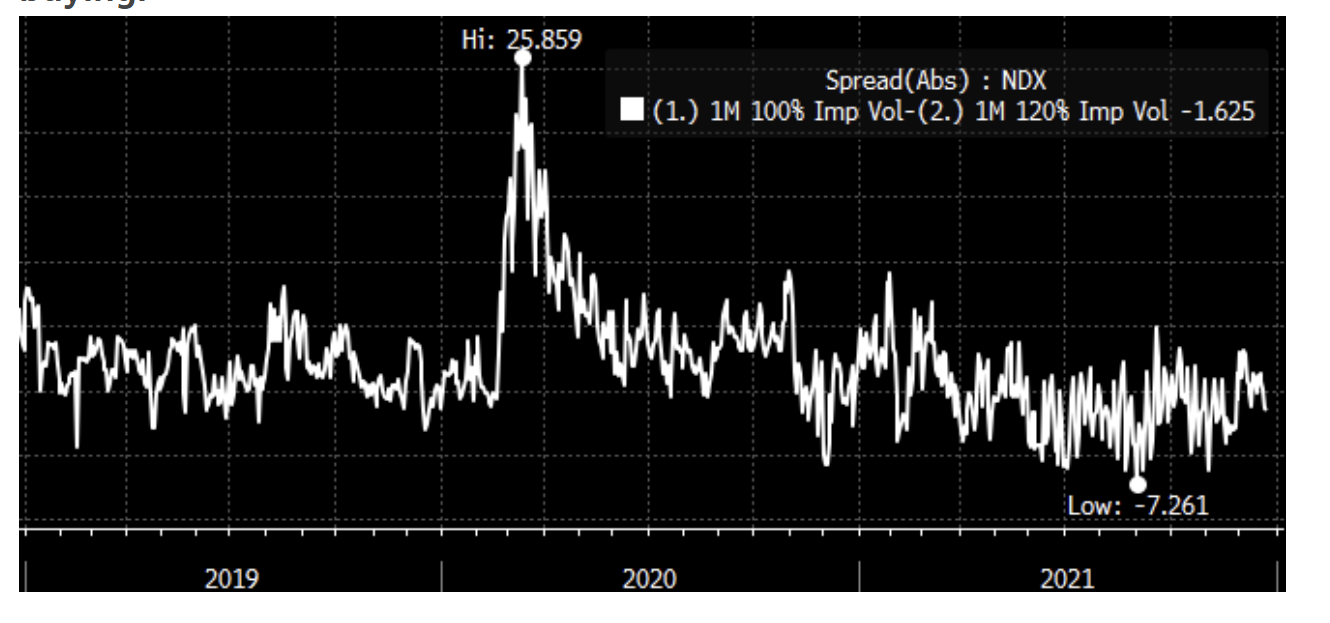 buying.
Hi: 25.859
Spread(Abs) : NDX
(1.) 1M 100% Imp Vol-(2.) 1M 120% Imp Vol -1.625
Low: -7.261
2019
2020
2021